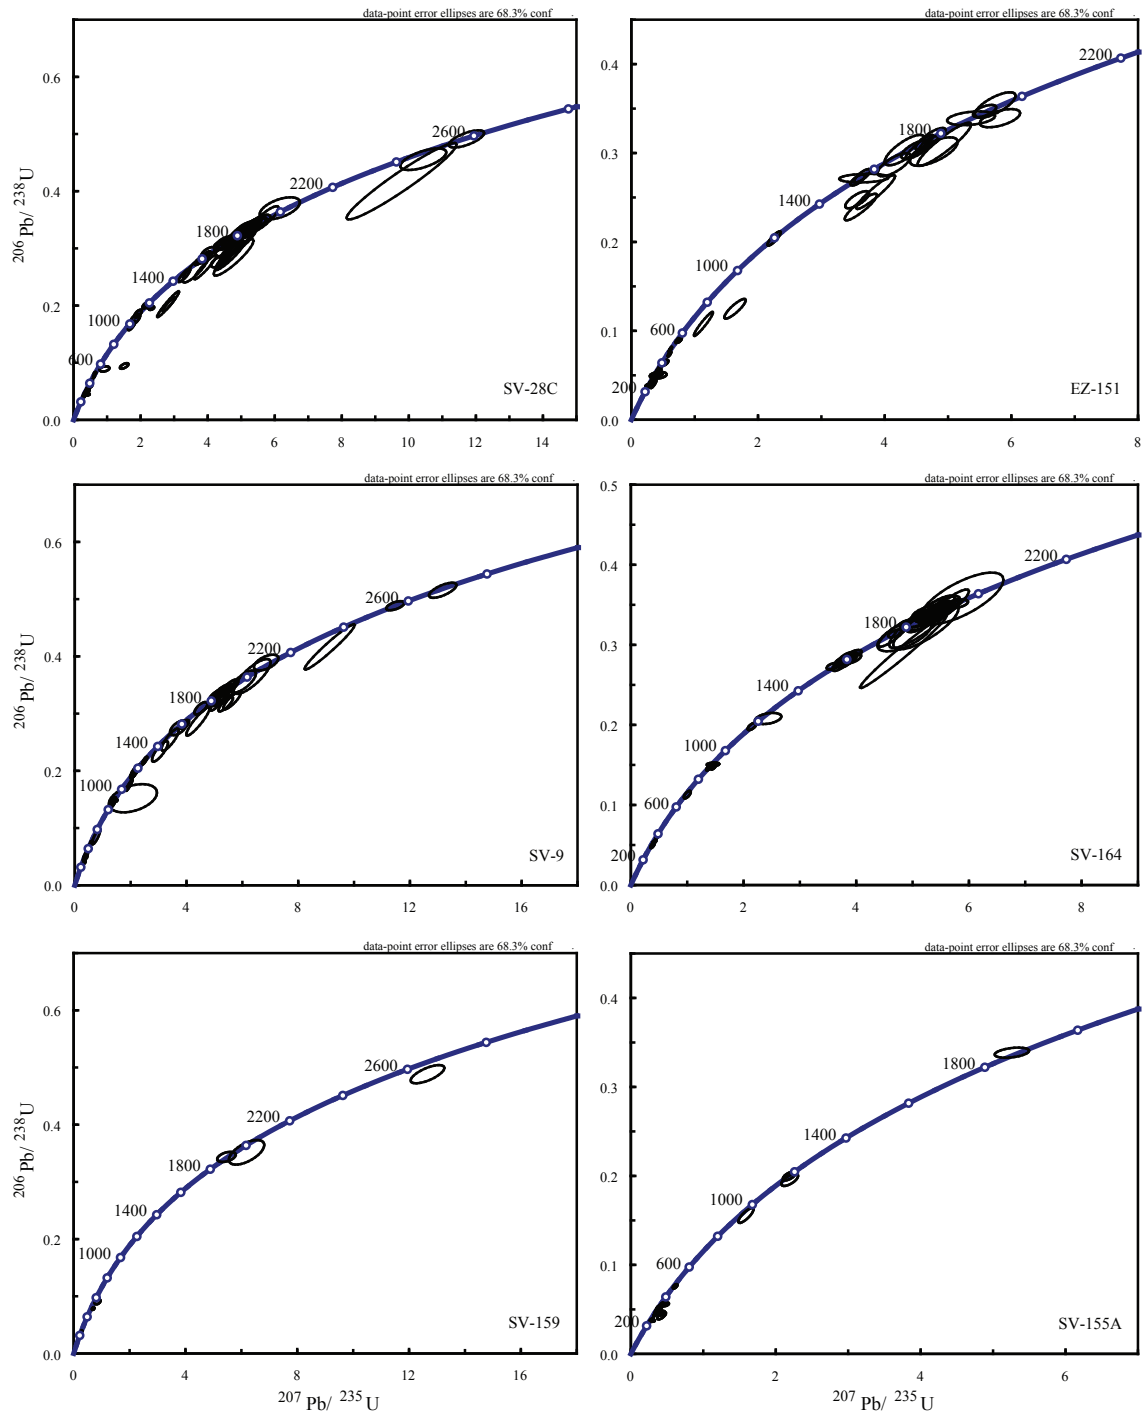 data-point error ellipses are 68.3% conf
0.6
2600
0.4
2200
206 Pb/ 238 U
1800
1400
0.2
1000
600
SV-28C
0.0
0 2 4 6 8 10 12 14
data-point error ellipses are 68.3% conf
0.4
2200
0.3
1800
1400
0.2
1000
0.1
600
200
EZ-151
0.0
0 2 4 6 8
data-point error ellipses are 68.3% conf
0.6
2600
0.4
2200
206 Pb/ 238 U
1800
1400
0.2
1000
SV-9
0.0
0 4 8 12 16
data-point error ellipses are 68.3% conf
0.5
0.4
2200
0.3
1800
1400
0.2
1000
0.1
600
200
SV-164
0.0
0 2 4 6 8
data-point error ellipses are 68.3% conf
0.6
2600
0.4
2200
206 Pb/ 238 U
1800
1400
0.2
1000
SV-159
0.0
0 4 8 12 16
207 Pb/ 235 U
data-point error ellipses are 68.3% conf
0.4
0.3
1800
1400
0.2
1000
0.1
600
200
SV-155A
0.0
0 2 4 6
207 Pb/ 235 U